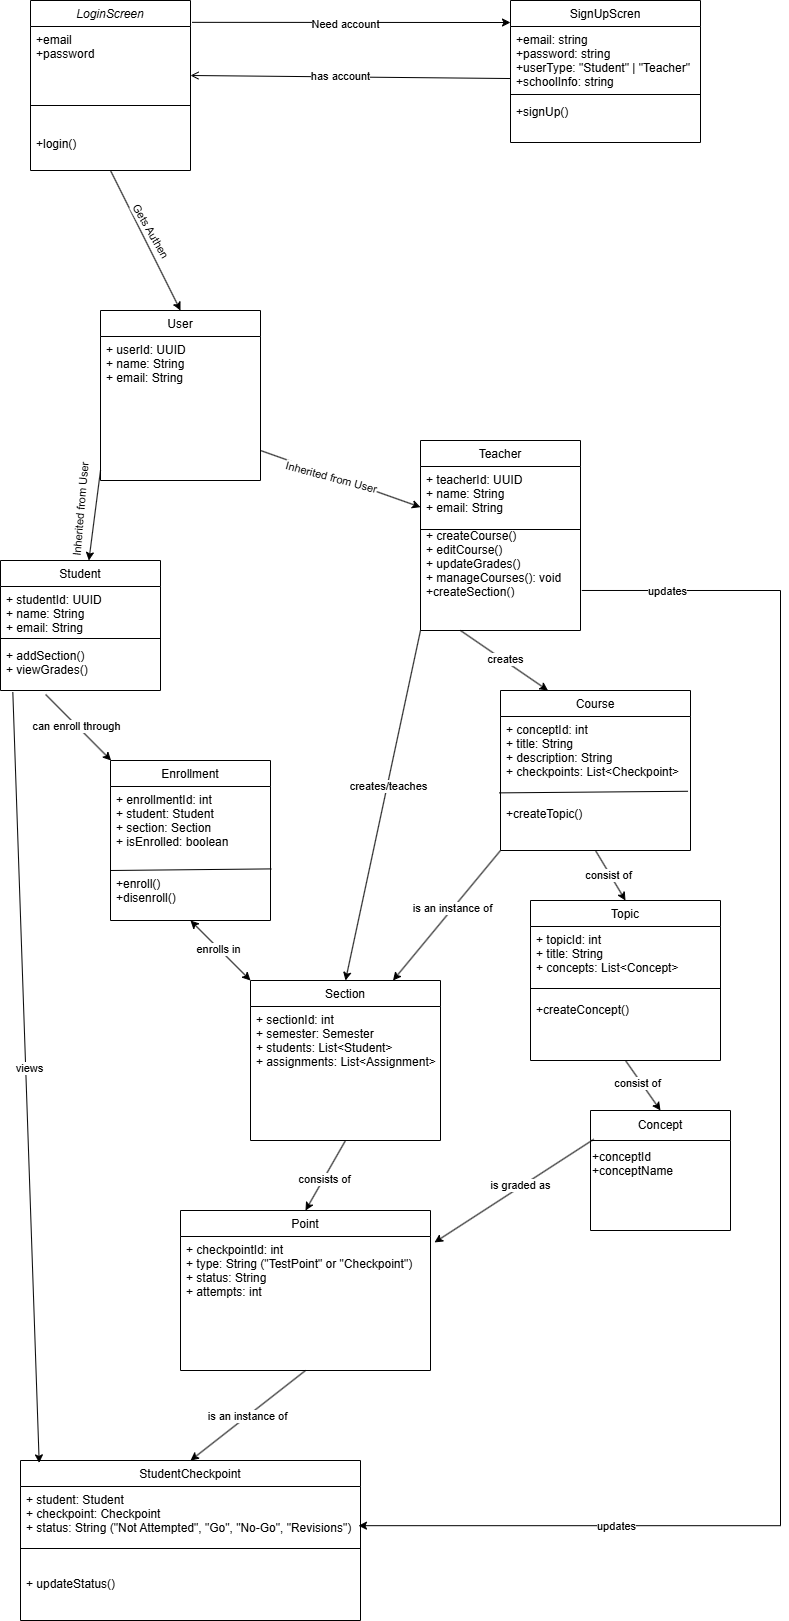 LoginScreen
+email
+password
+login()
Need account
has account
SignUpScren
+email: string
+password: string
+userType: "Student" | "Teacher"
+schoolInfo: string
+signUp()
Gets Authen
User
+ userId: UUID
+ name: String
+ email: String
Inherited from User
Inherited from User
Teacher
+ teacherId: UUID
+ name: String
+ email: String
+ createCourse()
+ editCourse()
+ updateGrades()
+ manageCourses(): void
+createSection()
updates
Student
+ studentId: UUID
+ name: String
+ email: String
+ addSection()
+ viewGrades()
creates
can enroll through
Course
+ conceptId: int
+ title: String
+ description: String
+ checkpoints: List<Checkpoint>
+createTopic()
Enrollment
+ enrollmentId: int
+ student: Student
+ section: Section
+ isEnrolled: boolean
+enroll()
+disenroll()
creates/teaches
consist of
is an instance of
enrolls in
Topic
+ topicId: int
+ title: String
+ concepts: List<Concept>
+createConcept()
Section
+ sectionId: int
+ semester: Semester
+ students: List<Student>
+ assignments: List<Assignment>
views
consist of
Concept
+conceptId
+conceptName
consists of
is graded as
Point
+ checkpointId: int
+ type: String ("TestPoint" or "Checkpoint")
+ status: String
+ attempts: int
is an instance of
StudentCheckpoint
+ student: Student
+ checkpoint: Checkpoint
+ status: String ("Not Attempted", "Go", "No-Go", "Revisions")
+ updateStatus()
updates